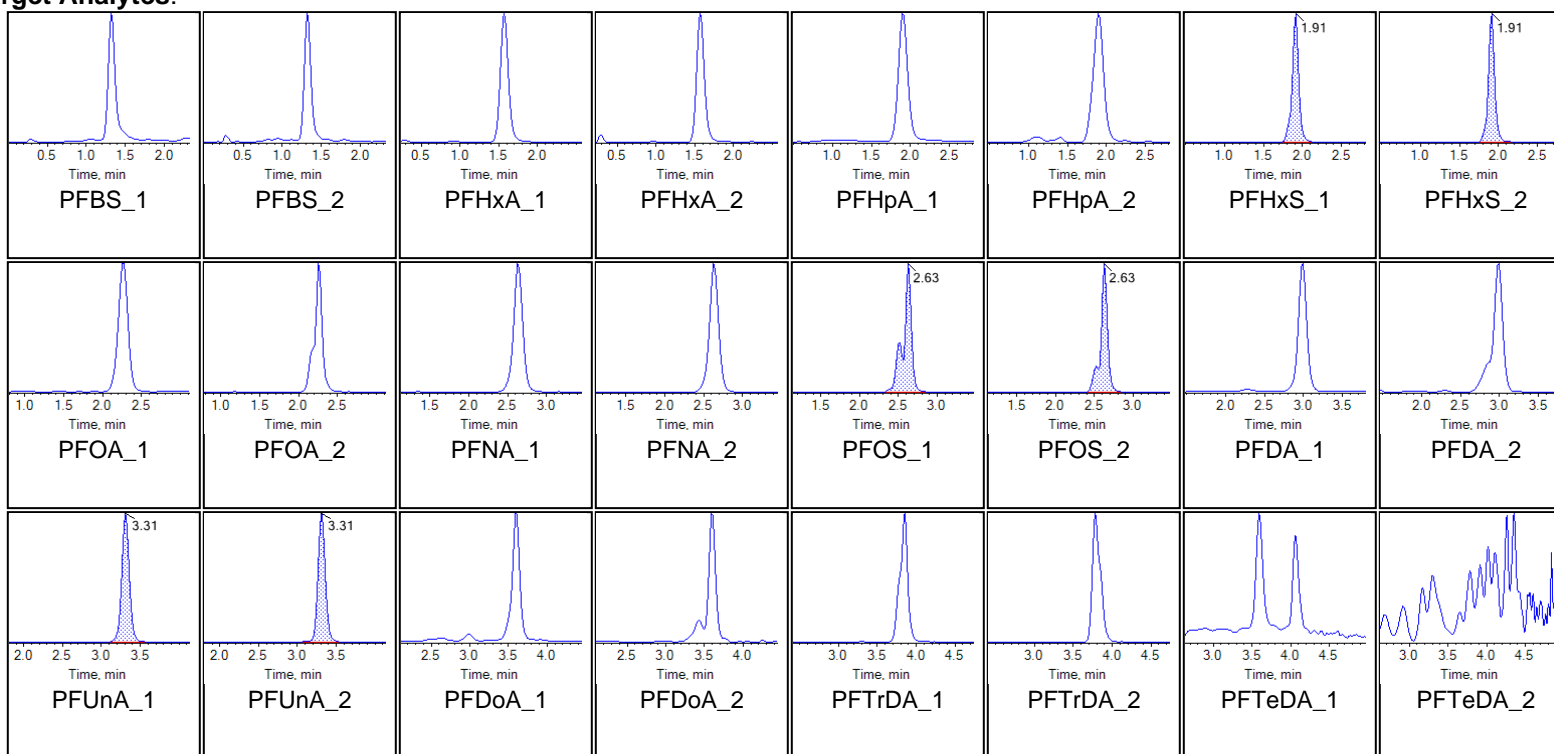 rget Analytes:
1.91 1.91
0.5 1.0 1.5 2.0 0.5 1.0 1.5 2.0 0.5 1.0 1.5 2.0 0.5 1.0 1.5 2.0 1.0 1.5 2.0 2.5 1.0 1.5 2.0 2.5 1.0 1.5 2.0 2.5 1.0 1.5 2.0 2.5
Time, min Time, min Time, min Time, min Time, min Time, min Time, min Time, min
PFBS_1 PFBS_2 PFHxA_1 PFHxA_2 PFHpA_1 PFHpA_2 PFHxS_1 PFHxS_2
2.63 2.63
1.0 1.5 2.0 2.5 1.0 1.5 2.0 2.5 1.5 2.0 2.5 3.0 1.5 2.0 2.5 3.0 1.5 2.0 2.5 3.0 1.5 2.0 2.5 3.0 2.0 2.5 3.0 3.5 2.0 2.5 3.0 3.5
Time, min Time, min Time, min Time, min Time, min Time, min Time, min Time, min
PFOA_1 PFOA_2 PFNA_1 PFNA_2 PFOS_1 PFOS_2 PFDA_1 PFDA_2
3.31 3.31
2.0 2.5 3.0 3.5 2.0 2.5 3.0 3.5 2.5 3.0 3.5 4.0 2.5 3.0 3.5 4.0 3.0 3.5 4.0 4.5 3.0 3.5 4.0 4.5 3.0 3.5 4.0 4.5 3.0 3.5 4.0 4.5
Time, min Time, min Time, min Time, min Time, min Time, min Time, min Time, min
PFUnA_1 PFUnA_2 PFDoA_1 PFDoA_2 PFTrDA_1 PFTrDA_2 PFTeDA_1 PFTeDA_2